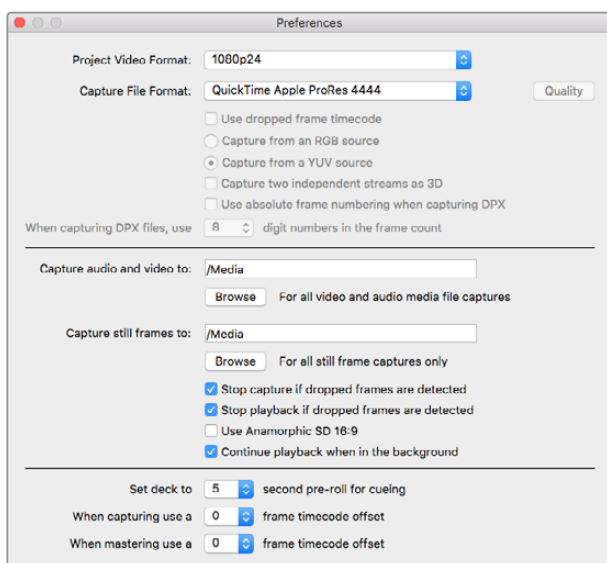 Preferences
Project Video Format: 1080p24
Capture File Format: QuickTime Apple ProRes 4444 Quality
Use dropped frame timecode
Capture from an RGB source
Capture from a YUV source
Capture two independent streams as 3D
Use absolute frame numbering when capturing DPX
When capturing DPX files, use 8 digit numbers in the frame count
Capture audio and video to: /Media
Browse For all video and audio media file captures
Capture still frames to: /Media
Browse For all still frame captures only
Stop capture if dropped frames are detected
Stop playback if dropped frames are detected
Use Anamorphic SD 16:9
Continue playback when in the background
Set deck to 5 second pre-roll for cueing
When capturing use a 0 frame timecode offset
When mastering use a 0 frame timecode offset